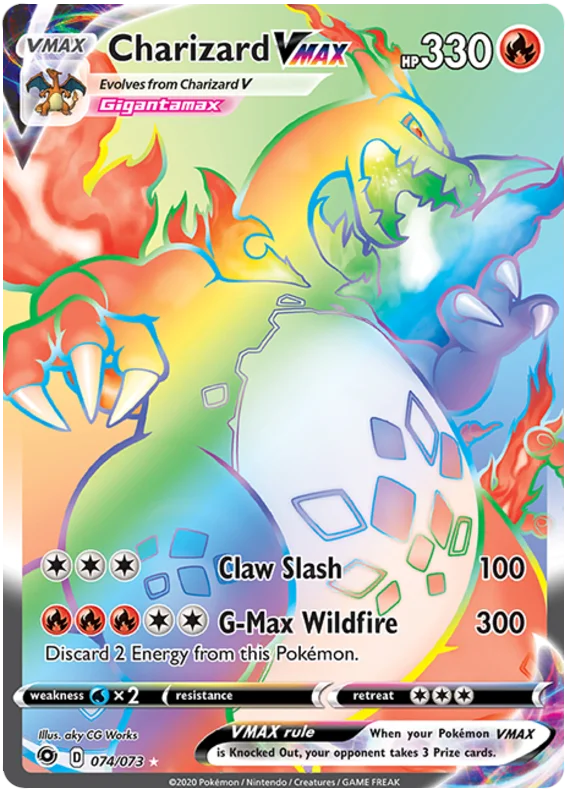 VMAX Charizard VMAX HP 330
Evolves from Charizard V
Gigantamax
Claw Slash 100
G-Max Wildfire 300
Discard 2 Energy from this Pokémon.
weakness ×2 resistance retreat
Illus. aky CG Works
VMAX rule When your Pokémon VMAX
is Knocked Out, your opponent takes 3 Prize cards.
D 074/073
©2020 Pokémon / Nintendo / Creatures / GAME FREAK